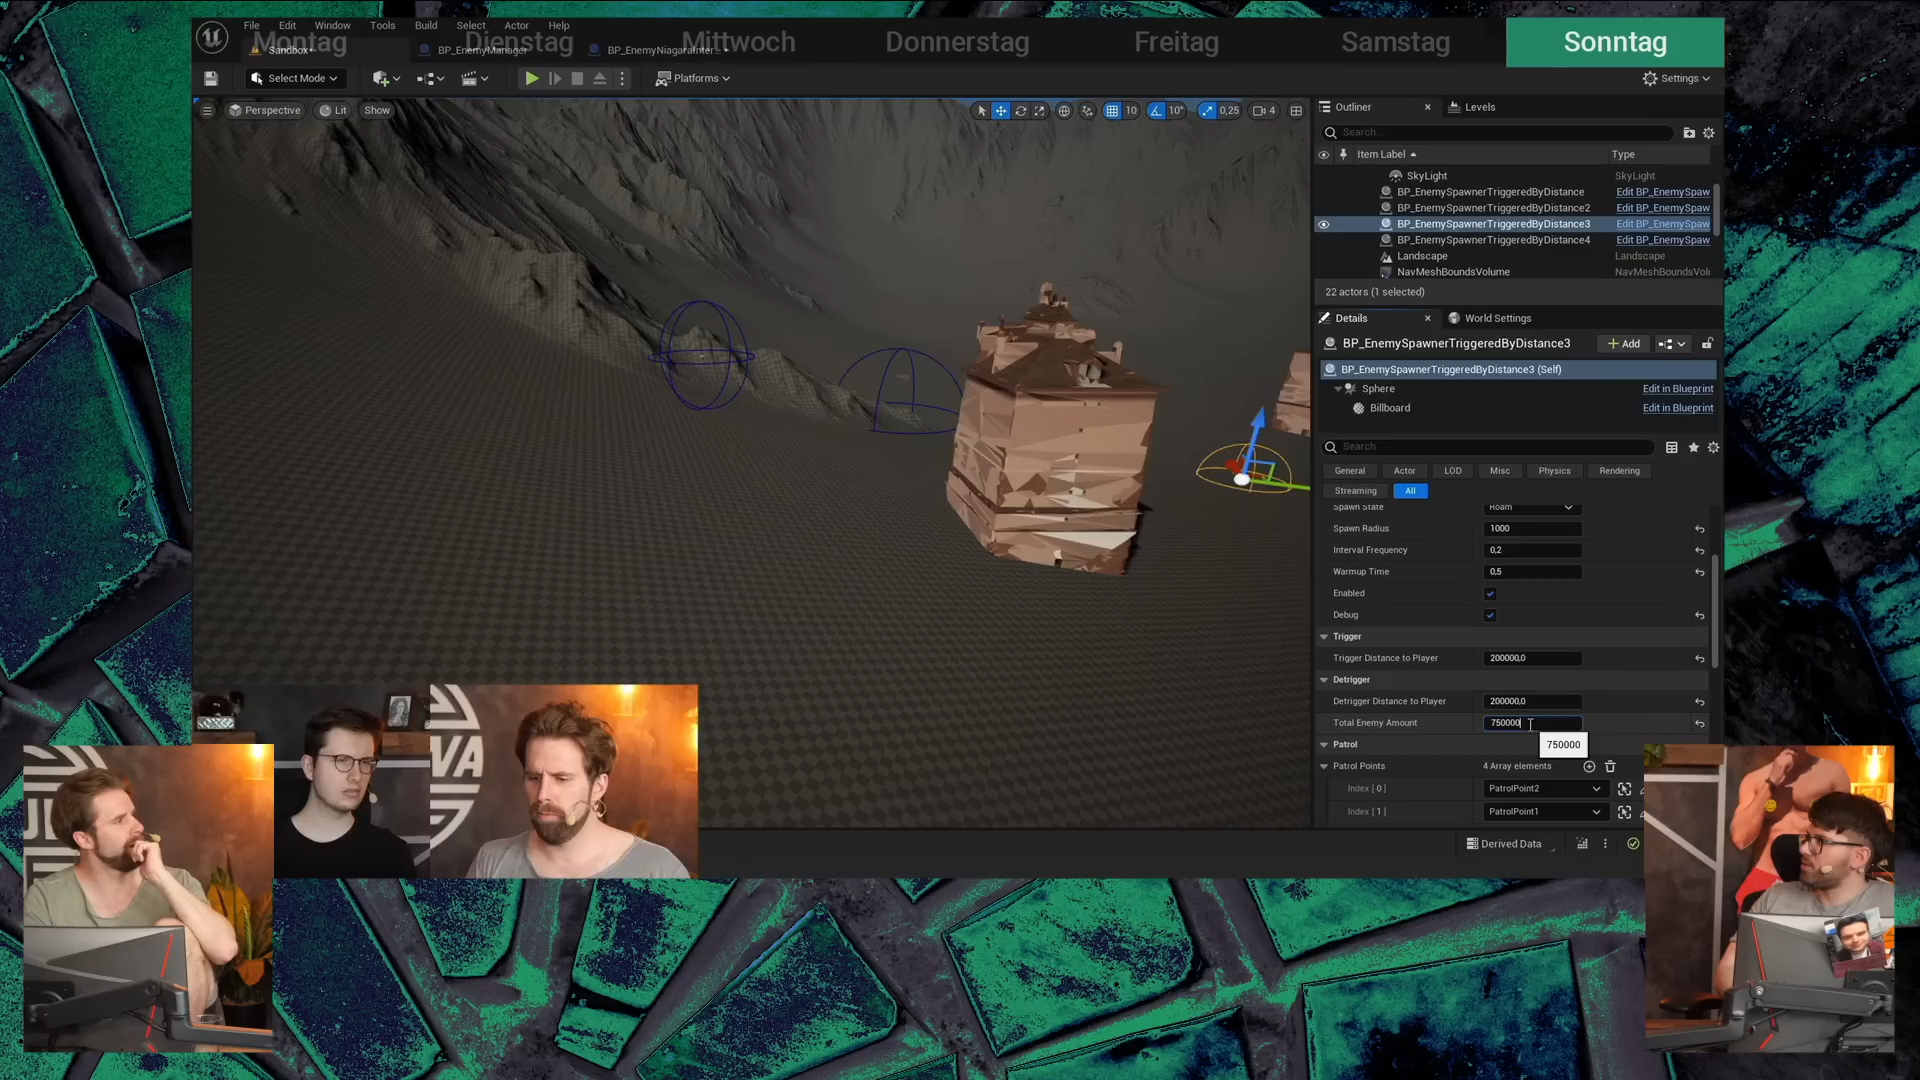 File Edit Window Tools Build Select Actor Help
Montag Dienstag Mittwoch Donnerstag Freitag Samstag Sonntag
Sandbox* BP_EnemyManager BP_EnemyNiagaraInter...
Select Mode Platforms Settings
Perspective Lit Show 10 10° 0,25 4
Outliner Levels
Search...
Item Label Type
SkyLight SkyLight
BP_EnemySpawnerTriggeredByDistance Edit BP_EnemySpaw
BP_EnemySpawnerTriggeredByDistance2 Edit BP_EnemySpaw
BP_EnemySpawnerTriggeredByDistance3 Edit BP_EnemySpaw
BP_EnemySpawnerTriggeredByDistance4 Edit BP_EnemySpaw
Landscape Landscape
NavMeshBoundsVolume NavMeshBoundsVolu
22 actors (1 selected)
Details World Settings
BP_EnemySpawnerTriggeredByDistance3 + Add
BP_EnemySpawnerTriggeredByDistance3 (Self)
Sphere Edit in Blueprint
Billboard Edit in Blueprint
Search
General Actor LOD Misc Physics Rendering
Streaming All
Spawn State Roam
Spawn Radius 1000
Interval Frequency 0,2
Warmup Time 0,5
Enabled
Debug
Trigger
Trigger Distance to Player 200000,0
Detrigger
Detrigger Distance to Player 200000,0
Total Enemy Amount 750000
750000
Patrol
Patrol Points 4 Array elements
Index [ 0 ] PatrolPoint2
Index [ 1 ] PatrolPoint1
Derived Data
VA